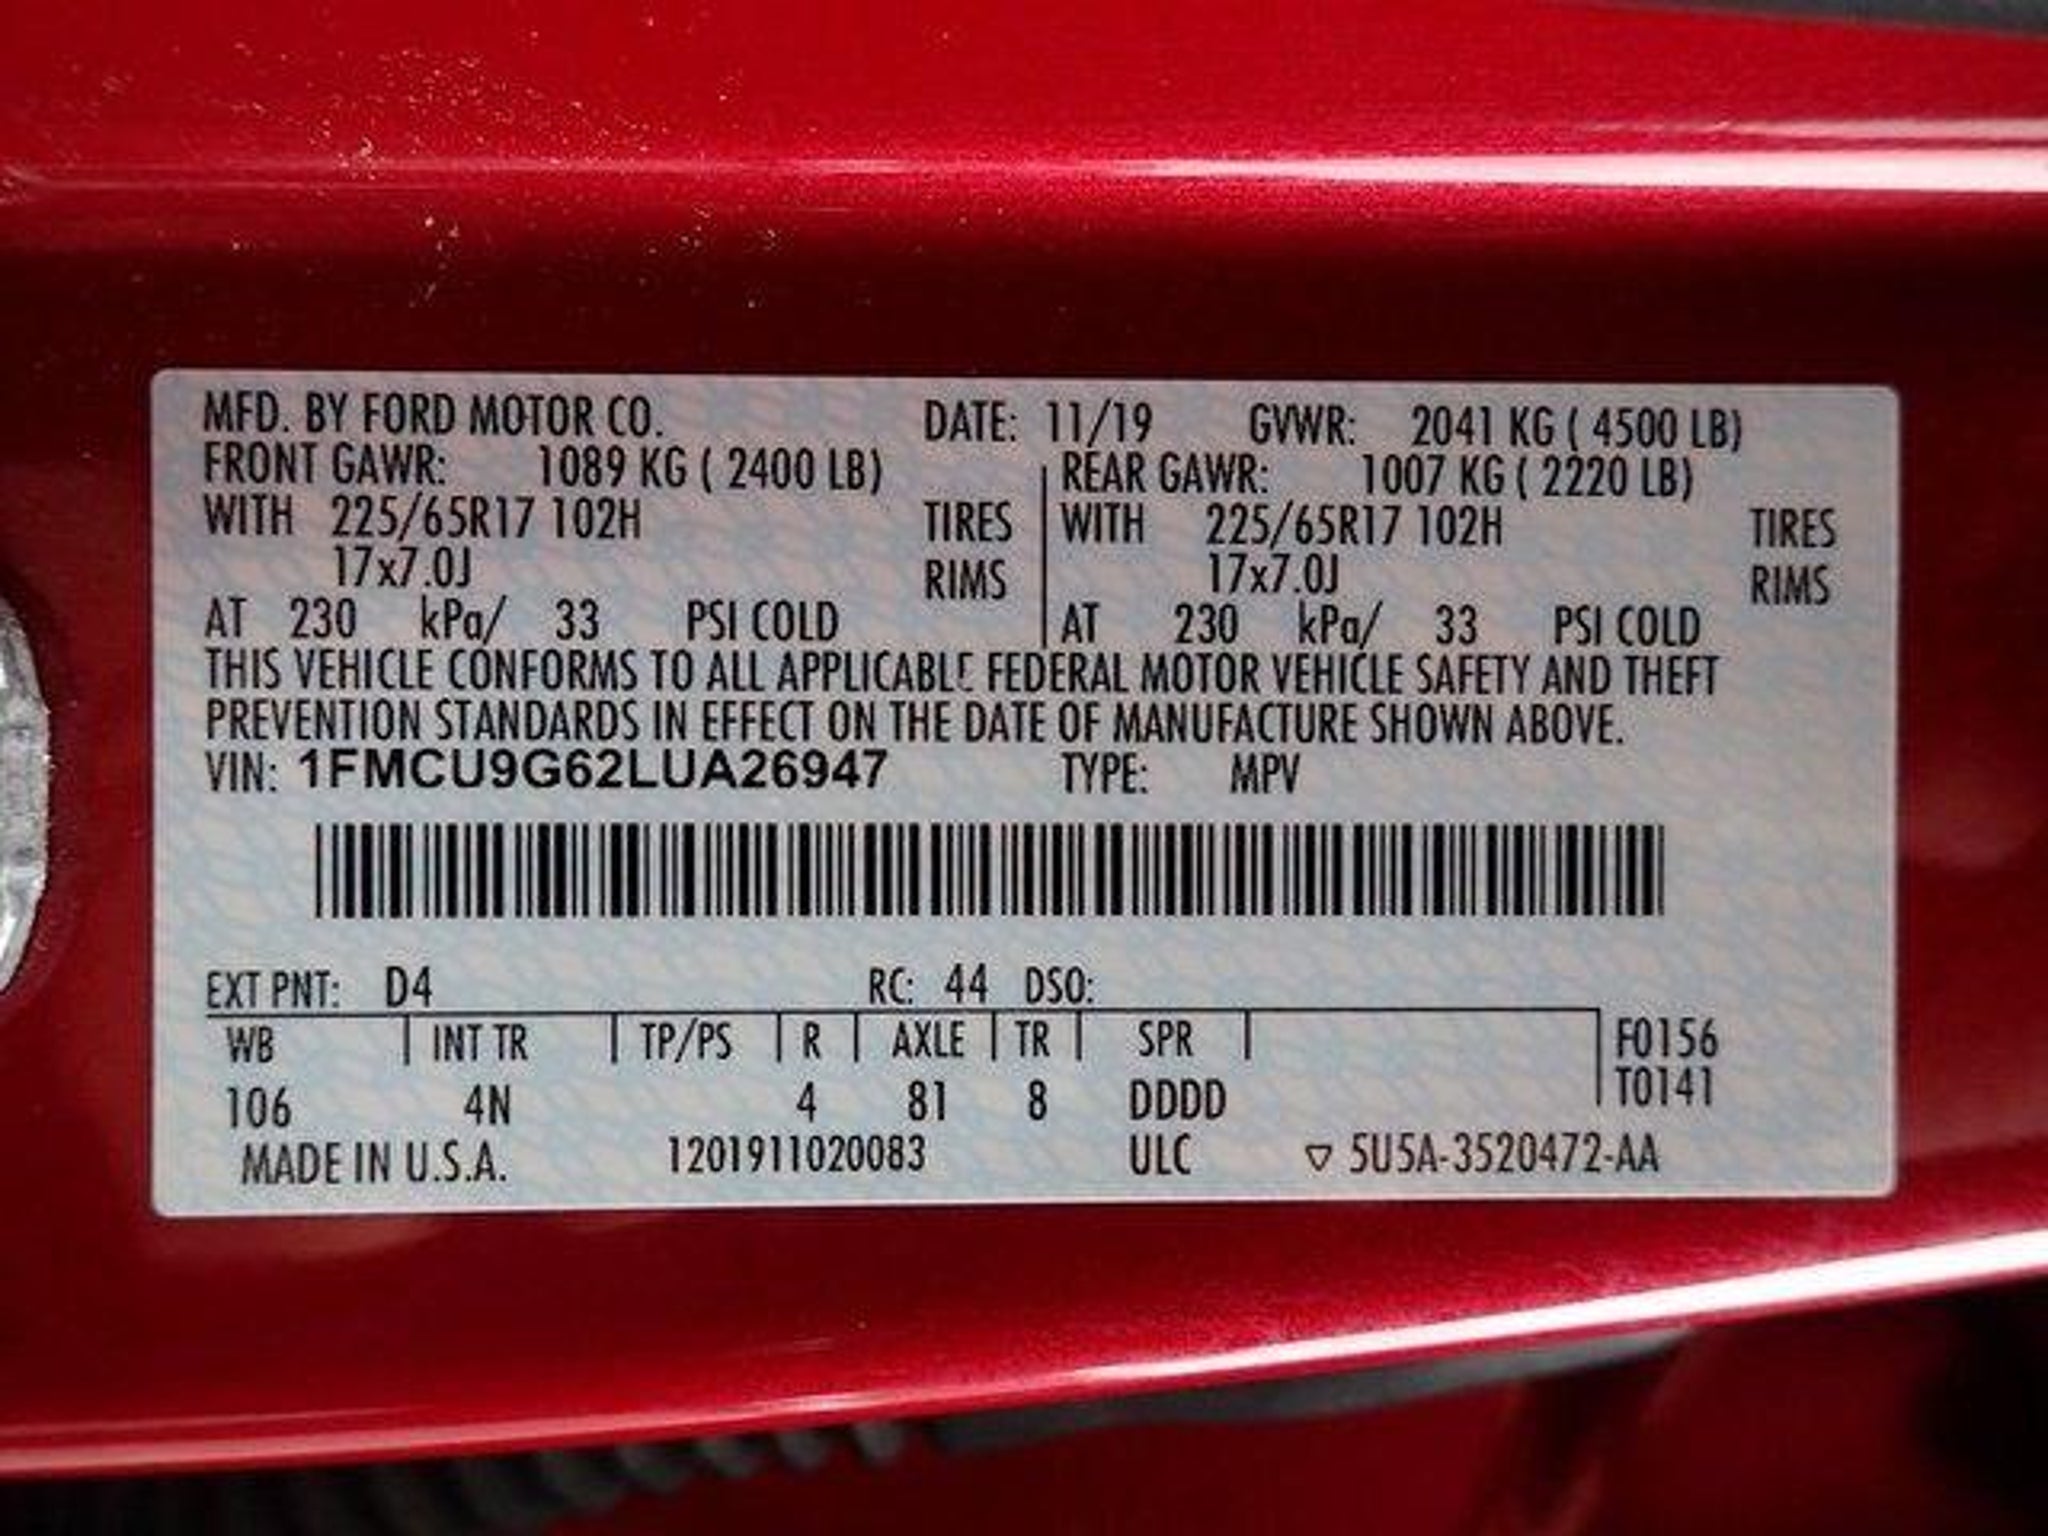 MFD. BY FORD MOTOR CO. DATE: 11/19 GVWR: 2041 KG ( 4500 LB)
FRONT GAWR: 1089 KG ( 2400 LB) REAR GAWR: 1007 KG ( 2220 LB)
WITH 225/65R17 102H TIRES WITH 225/65R17 102H TIRES
17x7.0J RIMS 17x7.0J RIMS
AT 230 kPa/ 33 PSI COLD AT 230 kPa/ 33 PSI COLD
THIS VEHICLE CONFORMS TO ALL APPLICABLE FEDERAL MOTOR VEHICLE SAFETY AND THEFT
PREVENTION STANDARDS IN EFFECT ON THE DATE OF MANUFACTURE SHOWN ABOVE.
VIN: 1FMCU9G62LUA26947 TYPE: MPV
EXT PNT: D4 RC: 44 DSO:
WB INT TR TP/PS R AXLE TR SPR F0156
T0141
106 4N 4 81 8 DDDD
MADE IN U.S.A. 1201911020083 ULC ▽ 5U5A-3520472-AA